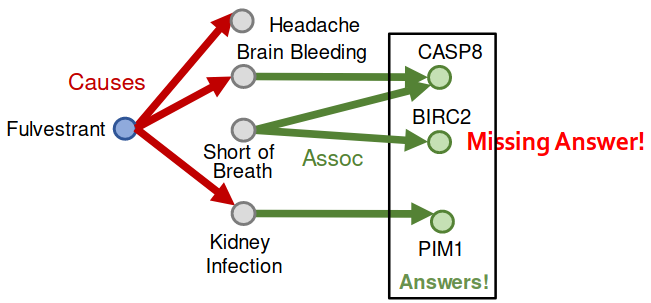 Headache
Brain Bleeding
CASP8
Causes
BIRC2
Fulvestrant
Missing Answer!
Short of
Breath
Assoc
Kidney
Infection
PIM1
Answers!